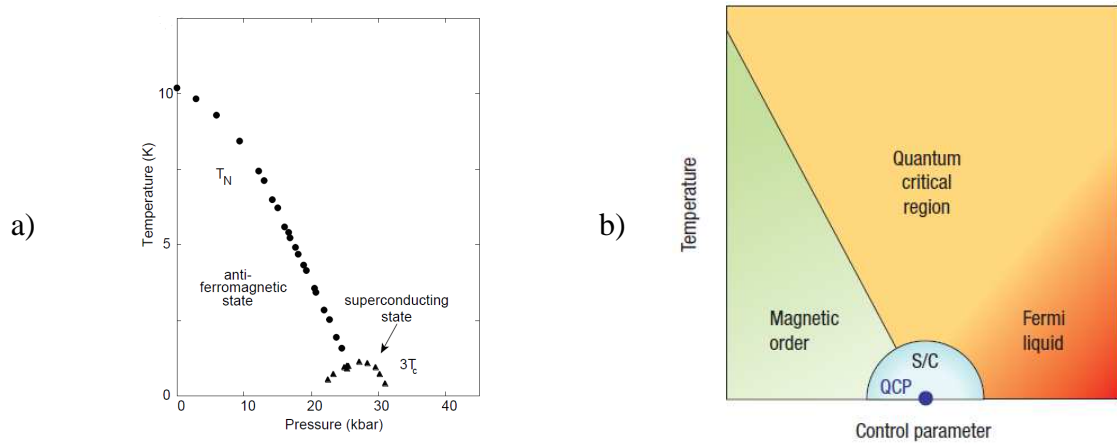 a)
Temperature (K)
10
5
0
T_N
anti-
ferromagnetic
state
superconducting
state
3T_c
0
10
20
30
40
Pressure (kbar)
b)
Temperature
Quantum
critical
region
Magnetic
order
Fermi
liquid
S/C
QCP
Control parameter